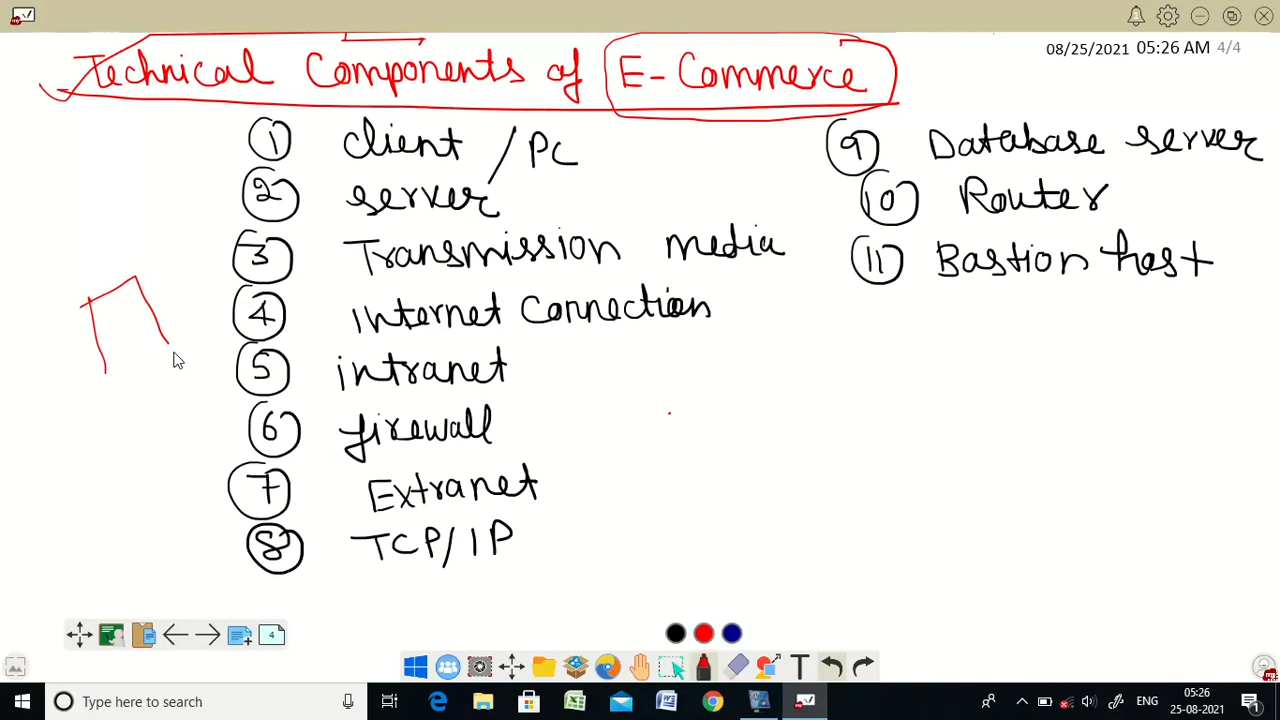 08/25/2021 05:26 AM 4/4
Technical Components of E-Commerce
1 client / PC
2 server
3 Transmission media
4 internet Connection
5 intranet
6 firewall
7 Extranet
8 TCP/IP
9 Database server
10 Router
11 Bastion host
4
T
Type here to search
ENG
05:26
25-08-2021
1